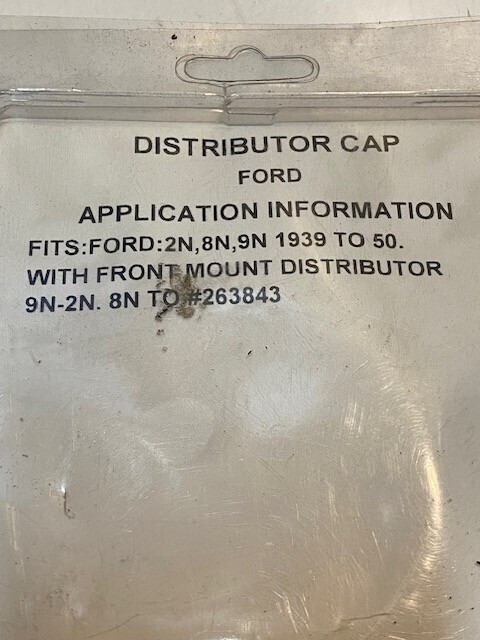 DISTRIBUTOR CAP
FORD
APPLICATION INFORMATION
FITS:FORD:2N,8N,9N 1939 TO 50.
WITH FRONT MOUNT DISTRIBUTOR
9N-2N. 8N TO #263843